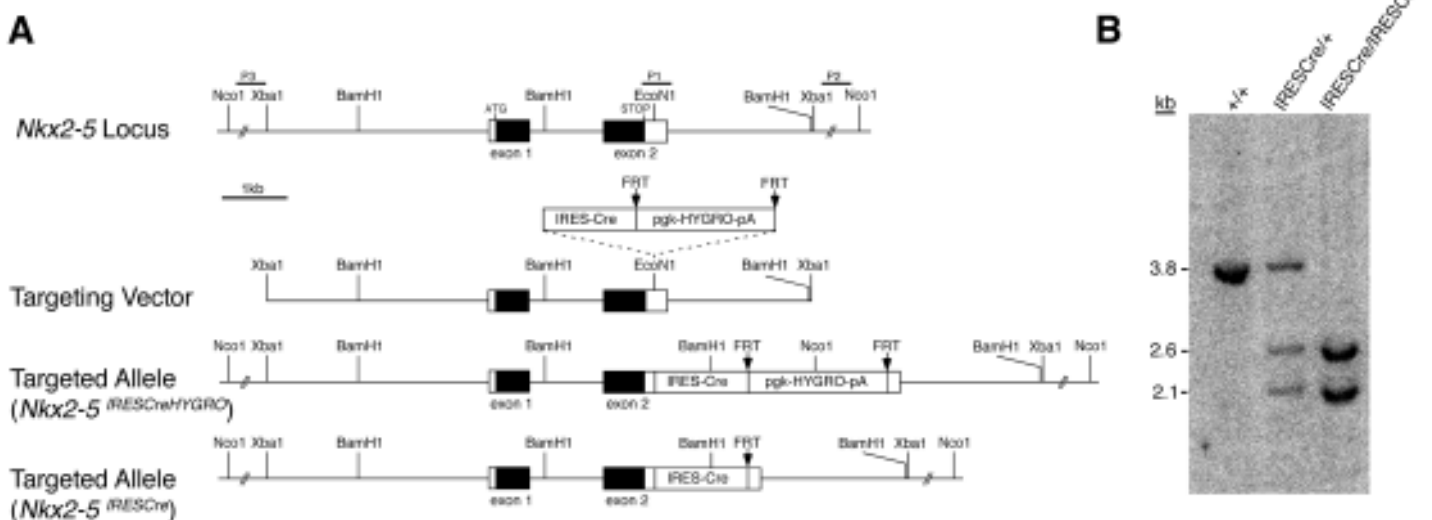 A
B
P3 P1 P2
Nco1 Xba1 BamH1 BamH1 EcoN1 BamH1 Xba1 Nco1
ATG STOP
Nkx2-5 Locus
exon 1 exon 2
1kb
FRT FRT
IRES-Cre pgk-HYGRO-pA
Xba1 BamH1 BamH1 EcoN1 BamH1 Xba1
Targeting Vector
Nco1 Xba1 BamH1 BamH1 BamH1 FRT Nco1 FRT BamH1 Xba1 Nco1
Targeted Allele
IRES-Cre pgk-HYGRO-pA
(Nkx2-5 IRESCreHYGRO)
exon 1 exon 2
Nco1 Xba1 BamH1 BamH1 BamH1 FRT BamH1 Xba1 Nco1
Targeted Allele
IRES-Cre
(Nkx2-5 IRESCre)
exon 1 exon 2
kb
+/+
IRESCre/+
IRESCre/IRESC
3.8
2.6
2.1